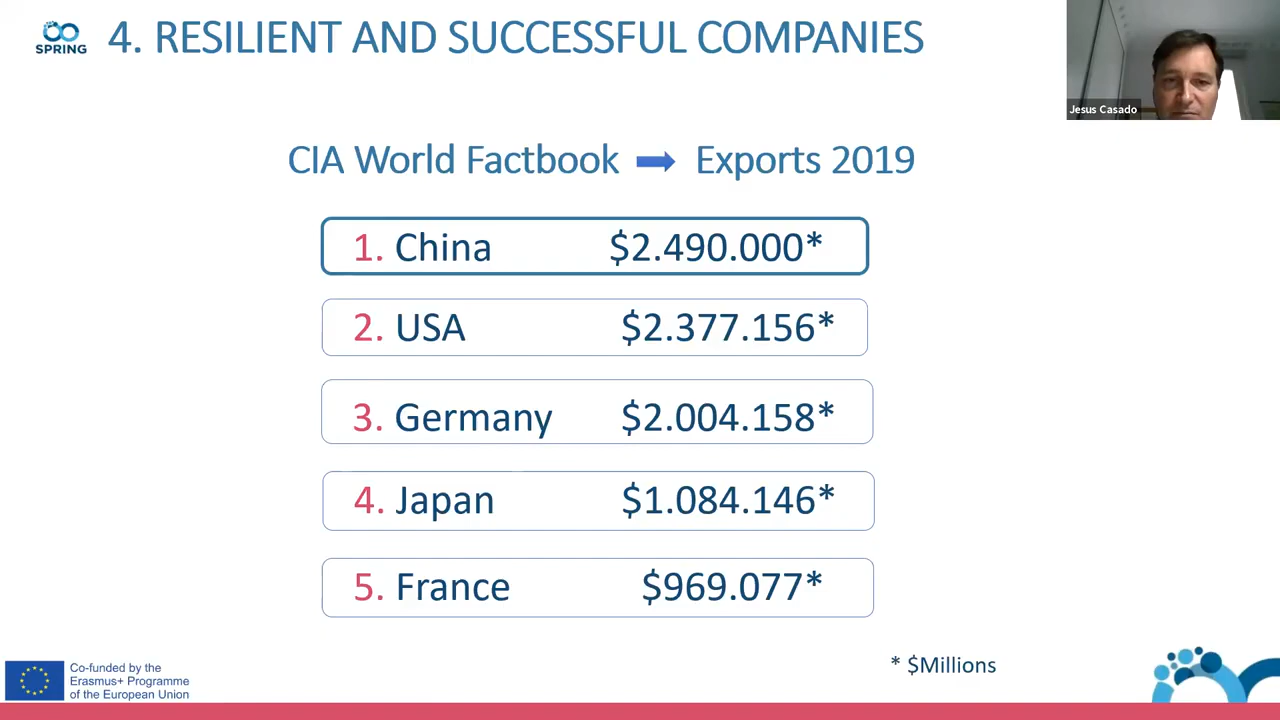 SPRING
4. RESILIENT AND SUCCESSFUL COMPANIES
Jesus Casado
CIA World Factbook Exports 2019
1. China $2.490.000*
2. USA $2.377.156*
3. Germany $2.004.158*
4. Japan $1.084.146*
5. France $969.077*
* $Millions
Co-funded by the
Erasmus+ Programme
of the European Union